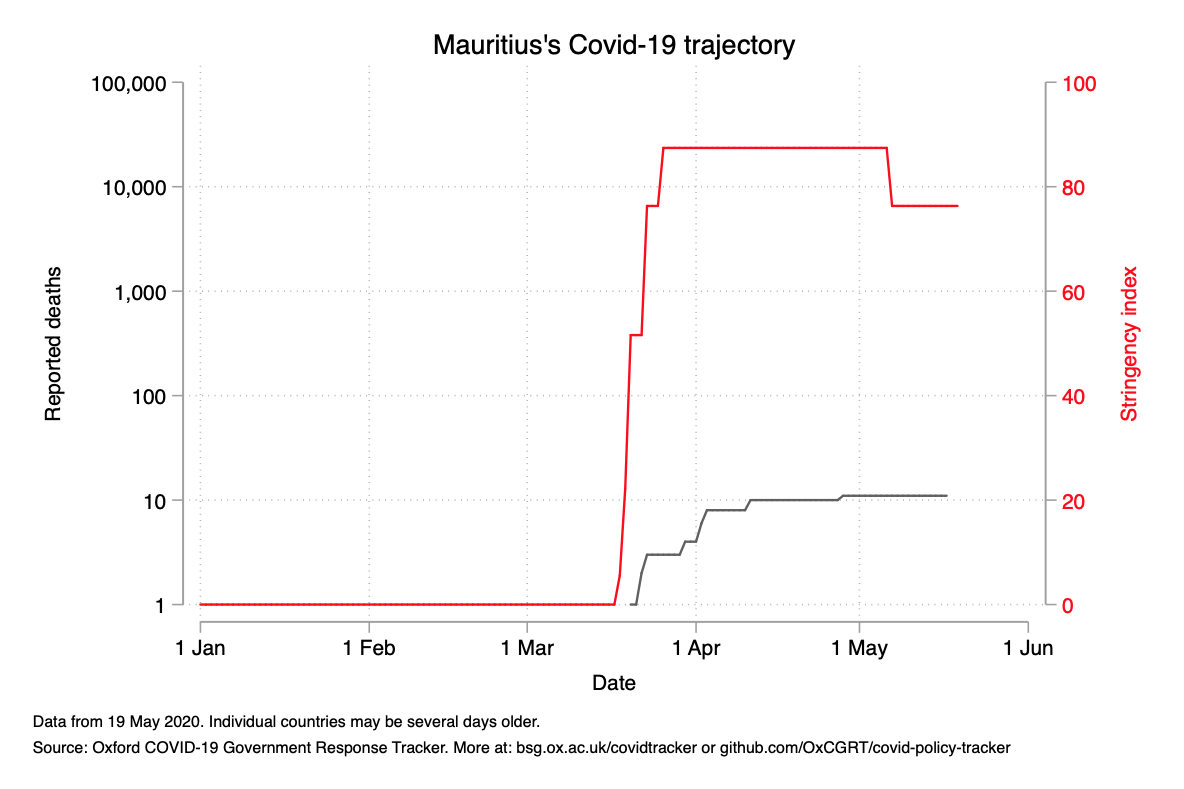 Mauritius's Covid-19 trajectory
100,000
10,000
1,000
100
10
1
Reported deaths
100
80
60
40
20
0
Stringency index
1 Jan
1 Feb
1 Mar
1 Apr
1 May
1 Jun
Date
Data from 19 May 2020. Individual countries may be several days older.
Source: Oxford COVID-19 Government Response Tracker. More at: bsg.ox.ac.uk/covidtracker or github.com/OxCGRT/covid-policy-tracker